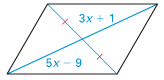 3x + 1
5x − 9